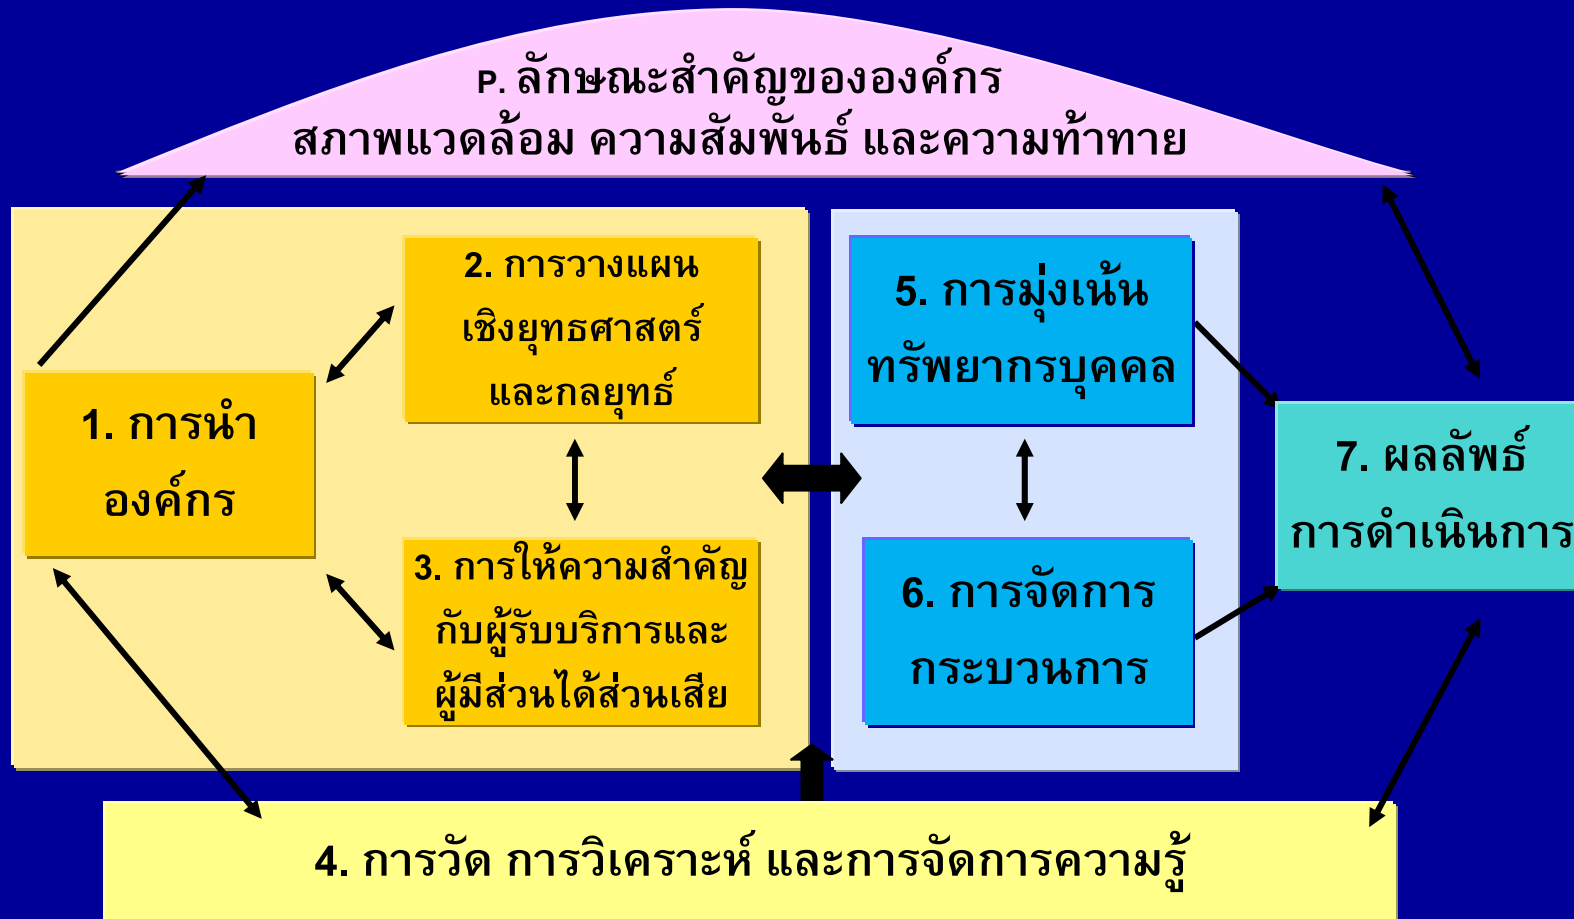 P. ลักษณะสำคัญขององค์กร
สภาพแวดล้อม ความสัมพันธ์ และความท้าทาย
1. การนำ
องค์กร
2. การวางแผน
เชิงยุทธศาสตร์
และกลยุทธ์
3. การให้ความสำคัญ
กับผู้รับบริการและ
ผู้มีส่วนได้ส่วนเสีย
5. การมุ่งเน้น
ทรัพยากรบุคคล
6. การจัดการ
กระบวนการ
7. ผลลัพธ์
การดำเนินการ
4. การวัด การวิเคราะห์ และการจัดการความรู้